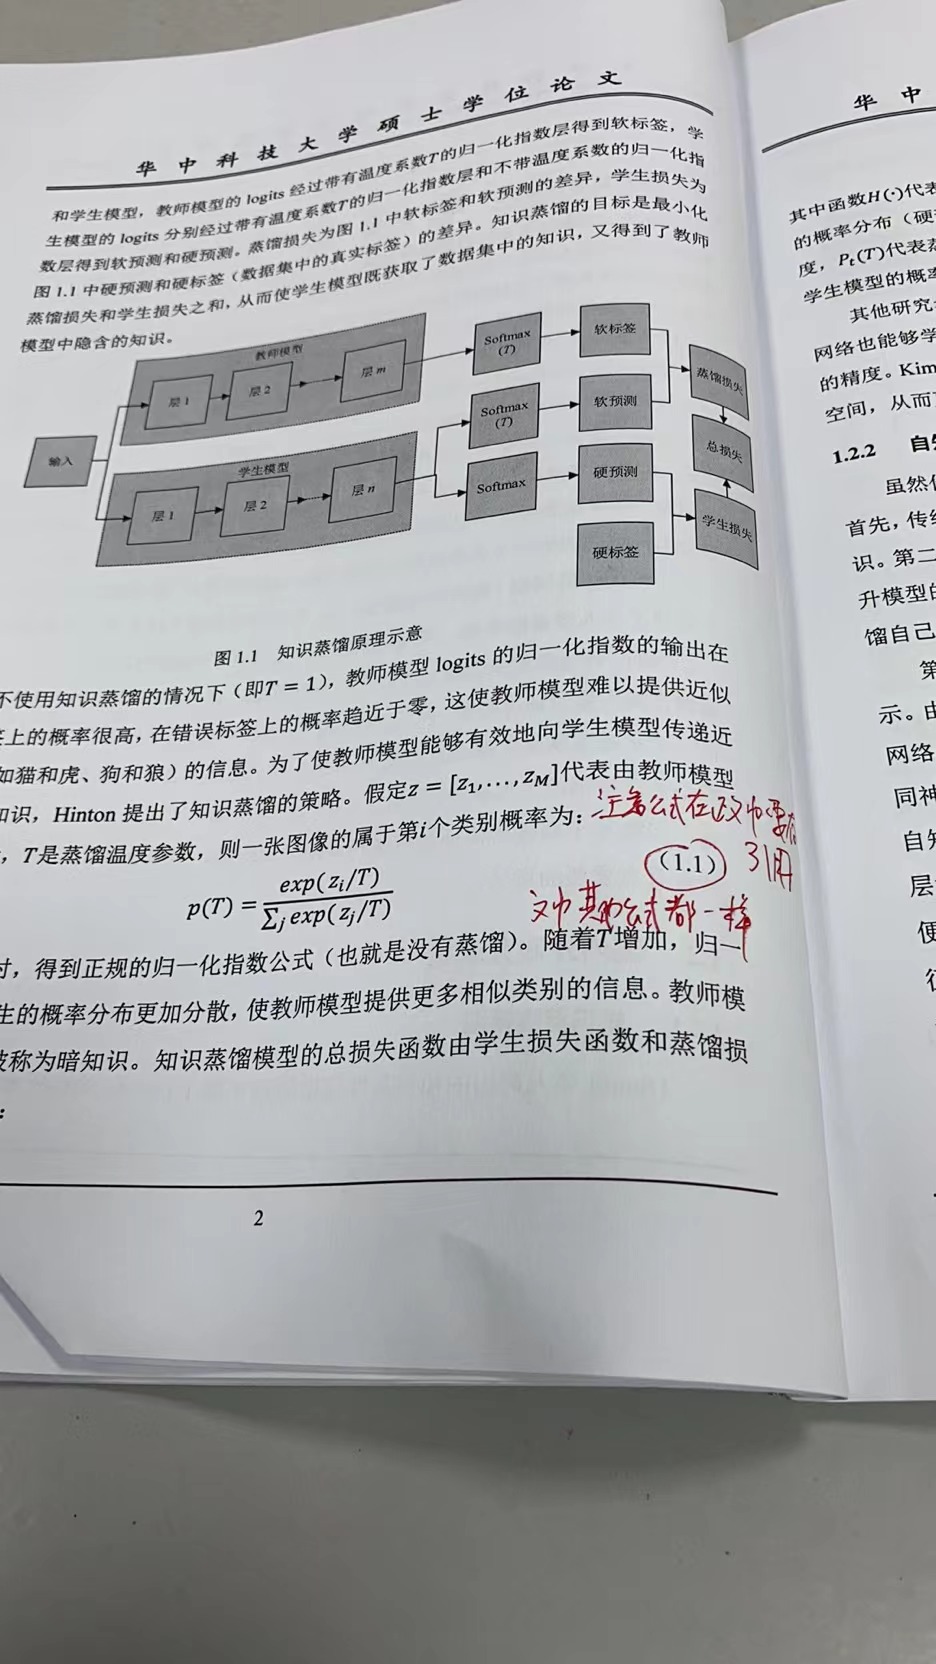 华中科技大学硕士学位论文
和学生模型，教师模型的 logits 经过带有温度系数T的归一化指数层得到软标签，学
生模型的 logits 分别经过带有温度系数T的归一化指数层和不带温度系数的归一化指
数层得到软预测和硬预测。蒸馏损失为图 1.1 中软标签和软预测的差异，学生损失为
图 1.1 中硬预测和硬标签（数据集中的真实标签）的差异。知识蒸馏的目标是最小化
蒸馏损失和学生损失之和，从而使学生模型既获取了数据集中的知识，又得到了教师
模型中隐含的知识。
教师模型
层 1
层 2
层 m
Softmax
(T)
软标签
输入
学生模型
层 1
层 2
层 n
Softmax
(T)
软预测
Softmax
硬预测
硬标签
蒸馏损失
总损失
学生损失
图 1.1 知识蒸馏原理示意
不使用知识蒸馏的情况下（即T = 1），教师模型 logits 的归一化指数的输出在
上的概率很高，在错误标签上的概率趋近于零，这使教师模型难以提供近似
如猫和虎、狗和狼）的信息。为了使教师模型能够有效地向学生模型传递近
知识，Hinton 提出了知识蒸馏的策略。假定z = [z₁,...,z_M]代表由教师模型
，T是蒸馏温度参数，则一张图像的属于第i个类别概率为：
注意公式在正文中要有
引用
p(T) = exp(z_i/T) / ∑_j exp(z_j/T)
（1.1）
文中其他公式都一样
时，得到正规的归一化指数公式（也就是没有蒸馏）。随着T增加，归一
生的概率分布更加分散，使教师模型提供更多相似类别的信息。教师模
被称为暗知识。知识蒸馏模型的总损失函数由学生损失函数和蒸馏损
：
2
华 中
其中函数H(·)代表
的概率分布（硬
度，P_t(T)代表蒸
学生模型的概率
其他研究
网络也能够学
的精度。Kim
空间，从而
1.2.2 自
虽然
首先，传统
识。第二
升模型的
馏自己
第
示。由
网络
同神
自知
层
便